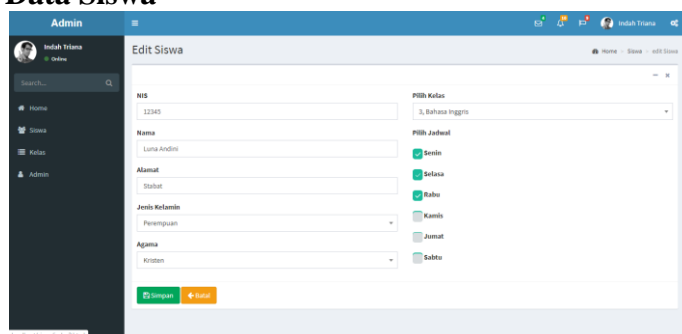 Data Siswa
Admin
Indah Triana
Indah Triana
Online
Edit Siswa
Home > Siswa > edit Siswa
Search...
Home
Siswa
Kelas
Admin
NIS
12345
Nama
Luna Andini
Alamat
Stabat
Jenis Kelamin
Perempuan
Agama
Kristen
Simpan
Batal
Pilih Kelas
3, Bahasa Inggris
Pilih Jadwal
Senin
Selasa
Rabu
Kamis
Jumat
Sabtu